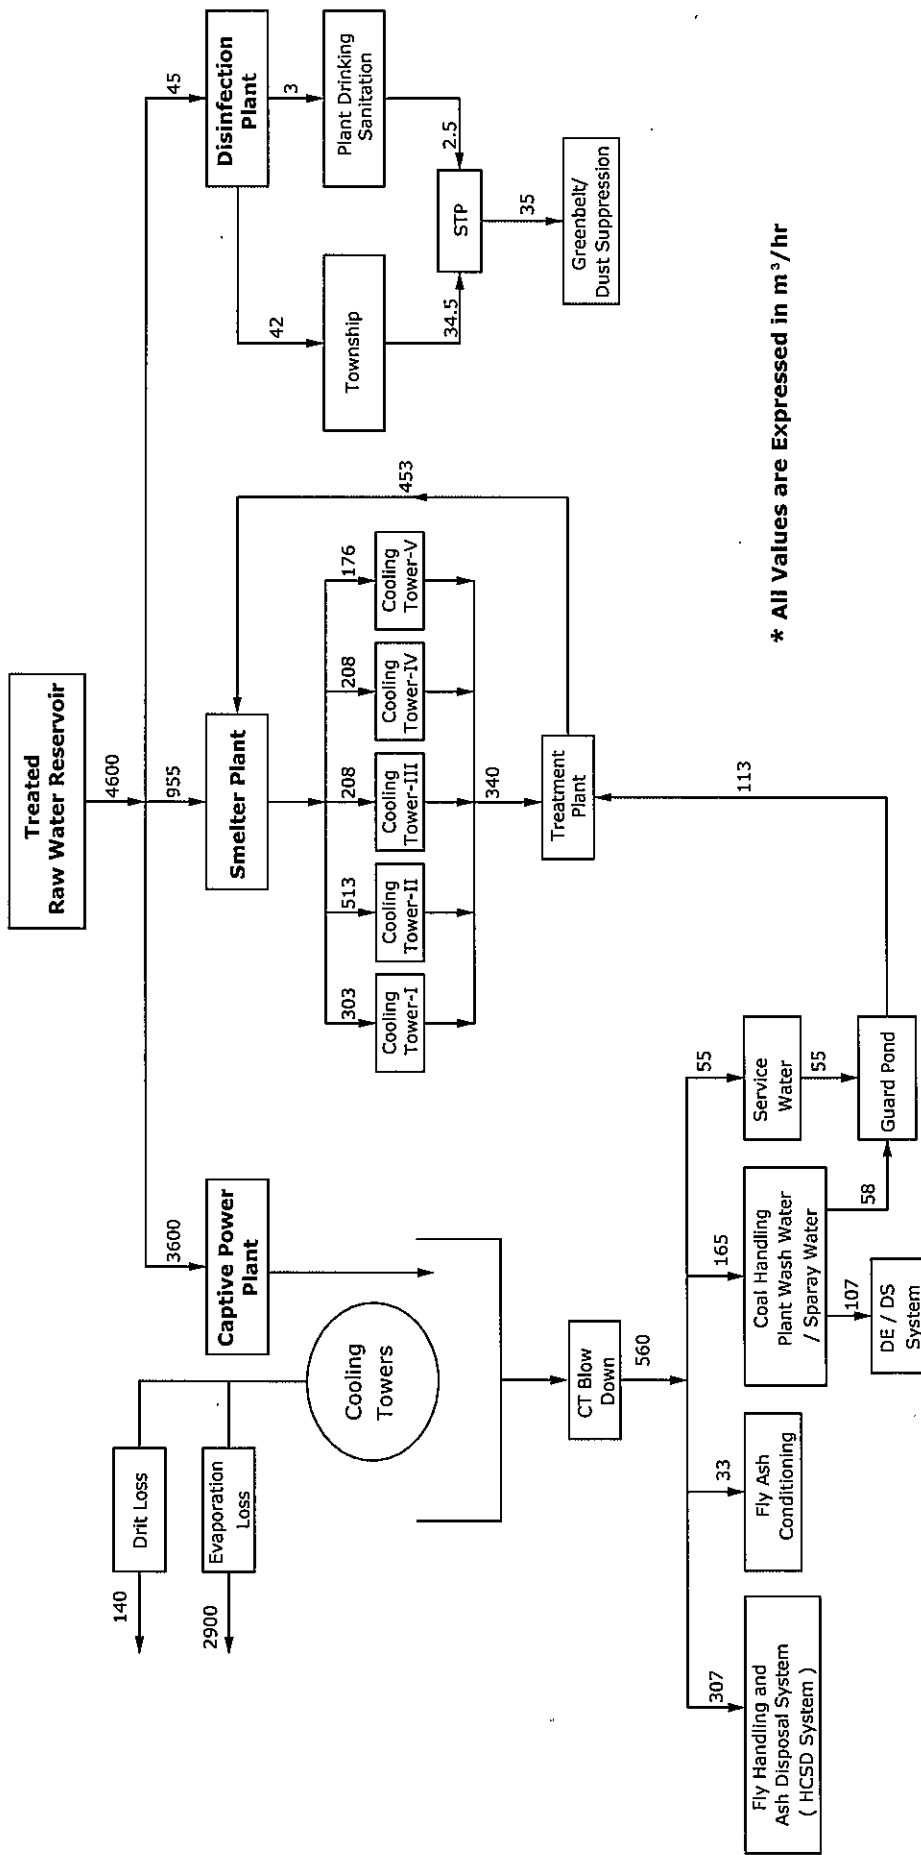 Treated
Raw Water Reservoir
4600
3600
955
45
Captive Power
Plant
Smelter Plant
Disinfection
Plant
140
Drit Loss
2900
Evaporation
Loss
Cooling
Towers
303
513
208
208
176
Cooling
Tower-I
Cooling
Tower-II
Cooling
Tower-III
Cooling
Tower-IV
Cooling
Tower-V
453
340
Treatment
Plant
42
3
Township
Plant Drinking
Sanitation
34.5
2.5
STP
35
Greenbelt/
Dust Suppression
CT Blow
Down
560
307
33
165
55
Fly Handling and
Ash Disposal System
( HCSD System )
Fly Ash
Conditioning
Coal Handling
Plant Wash Water
/ Sparay Water
Service
Water
107
58
55
113
DE / DS
System
Guard Pond
* All Values are Expressed in m³/hr